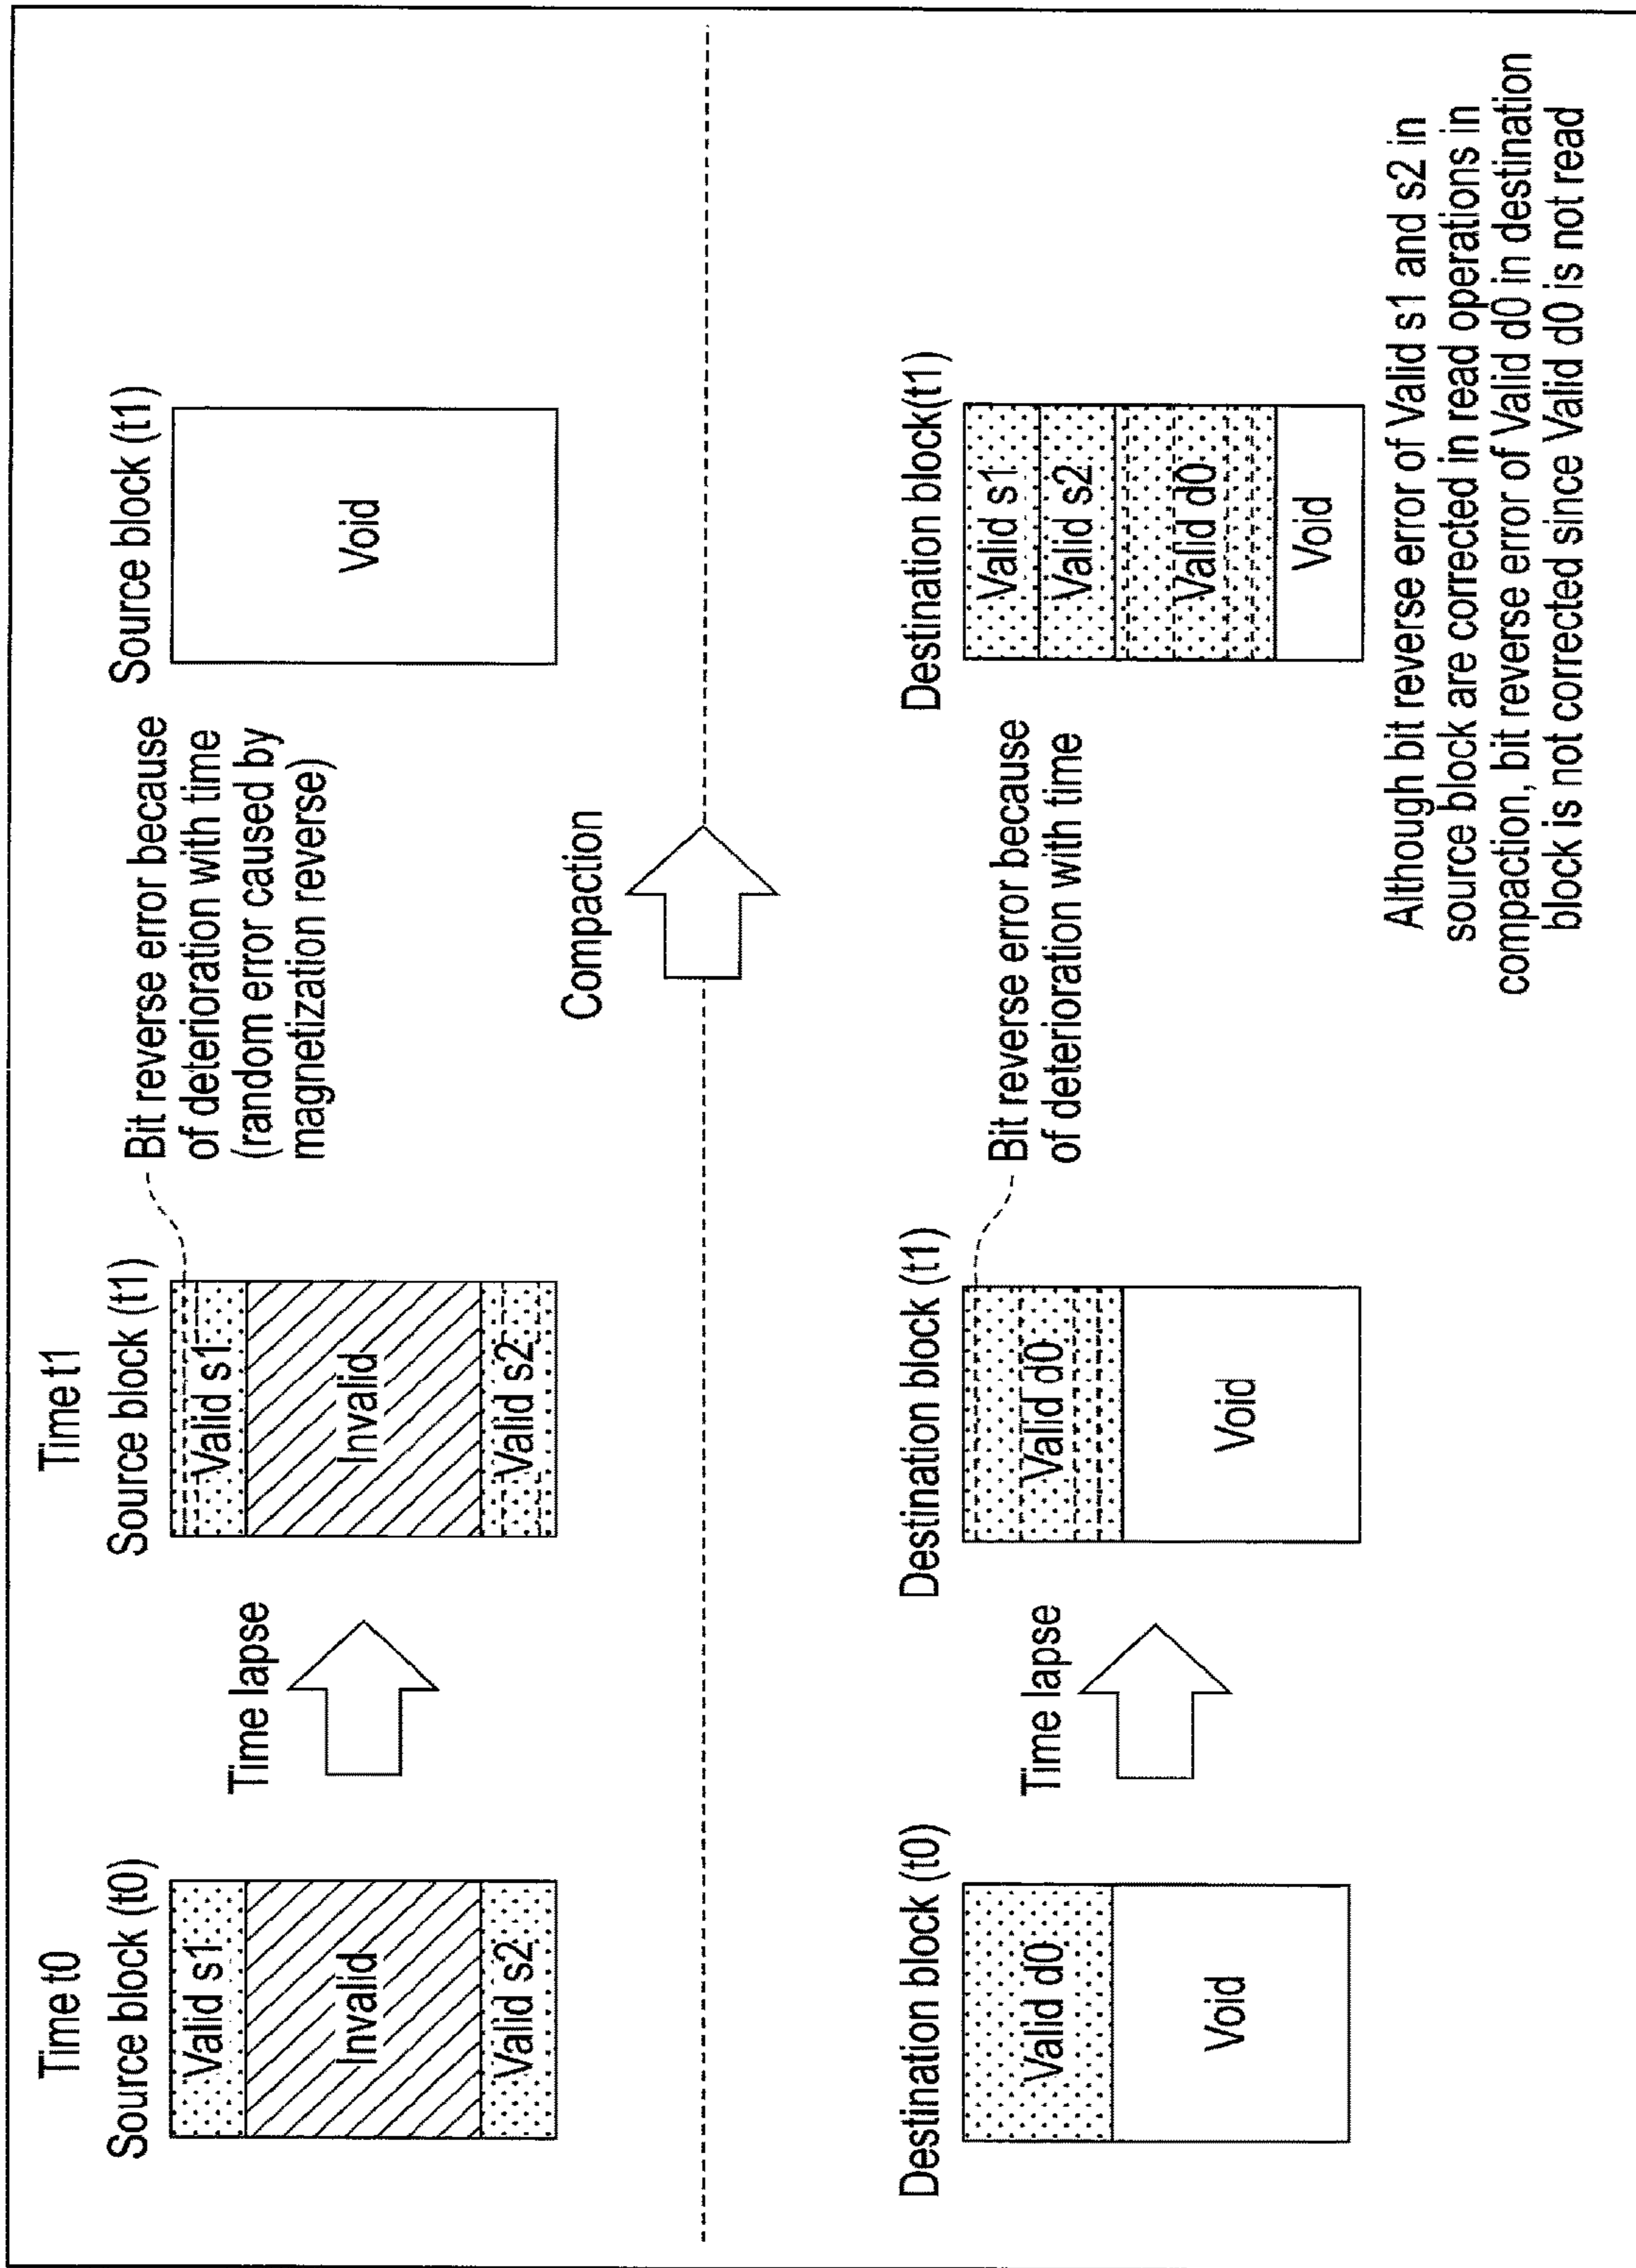 Time t0
Source block (t0)
Valid s1
Invalid
Valid s2
Time lapse
Time t1
Source block (t1)
Valid s1
Invalid
Valid s2
Bit reverse error because
of deterioration with time
(random error caused by
magnetization reverse)
Source block (t1)
Void
Compaction
Destination block (t0)
Valid d0
Void
Time lapse
Destination block (t1)
Valid d0
Void
Bit reverse error because
of deterioration with time
Destination block(t1)
Valid s1
Valid s2
Valid d0
Void
Although bit reverse error of Valid s1 and s2 in
source block are corrected in read operations in
compaction, bit reverse error of Valid d0 in destination
block is not corrected since Valid d0 is not read